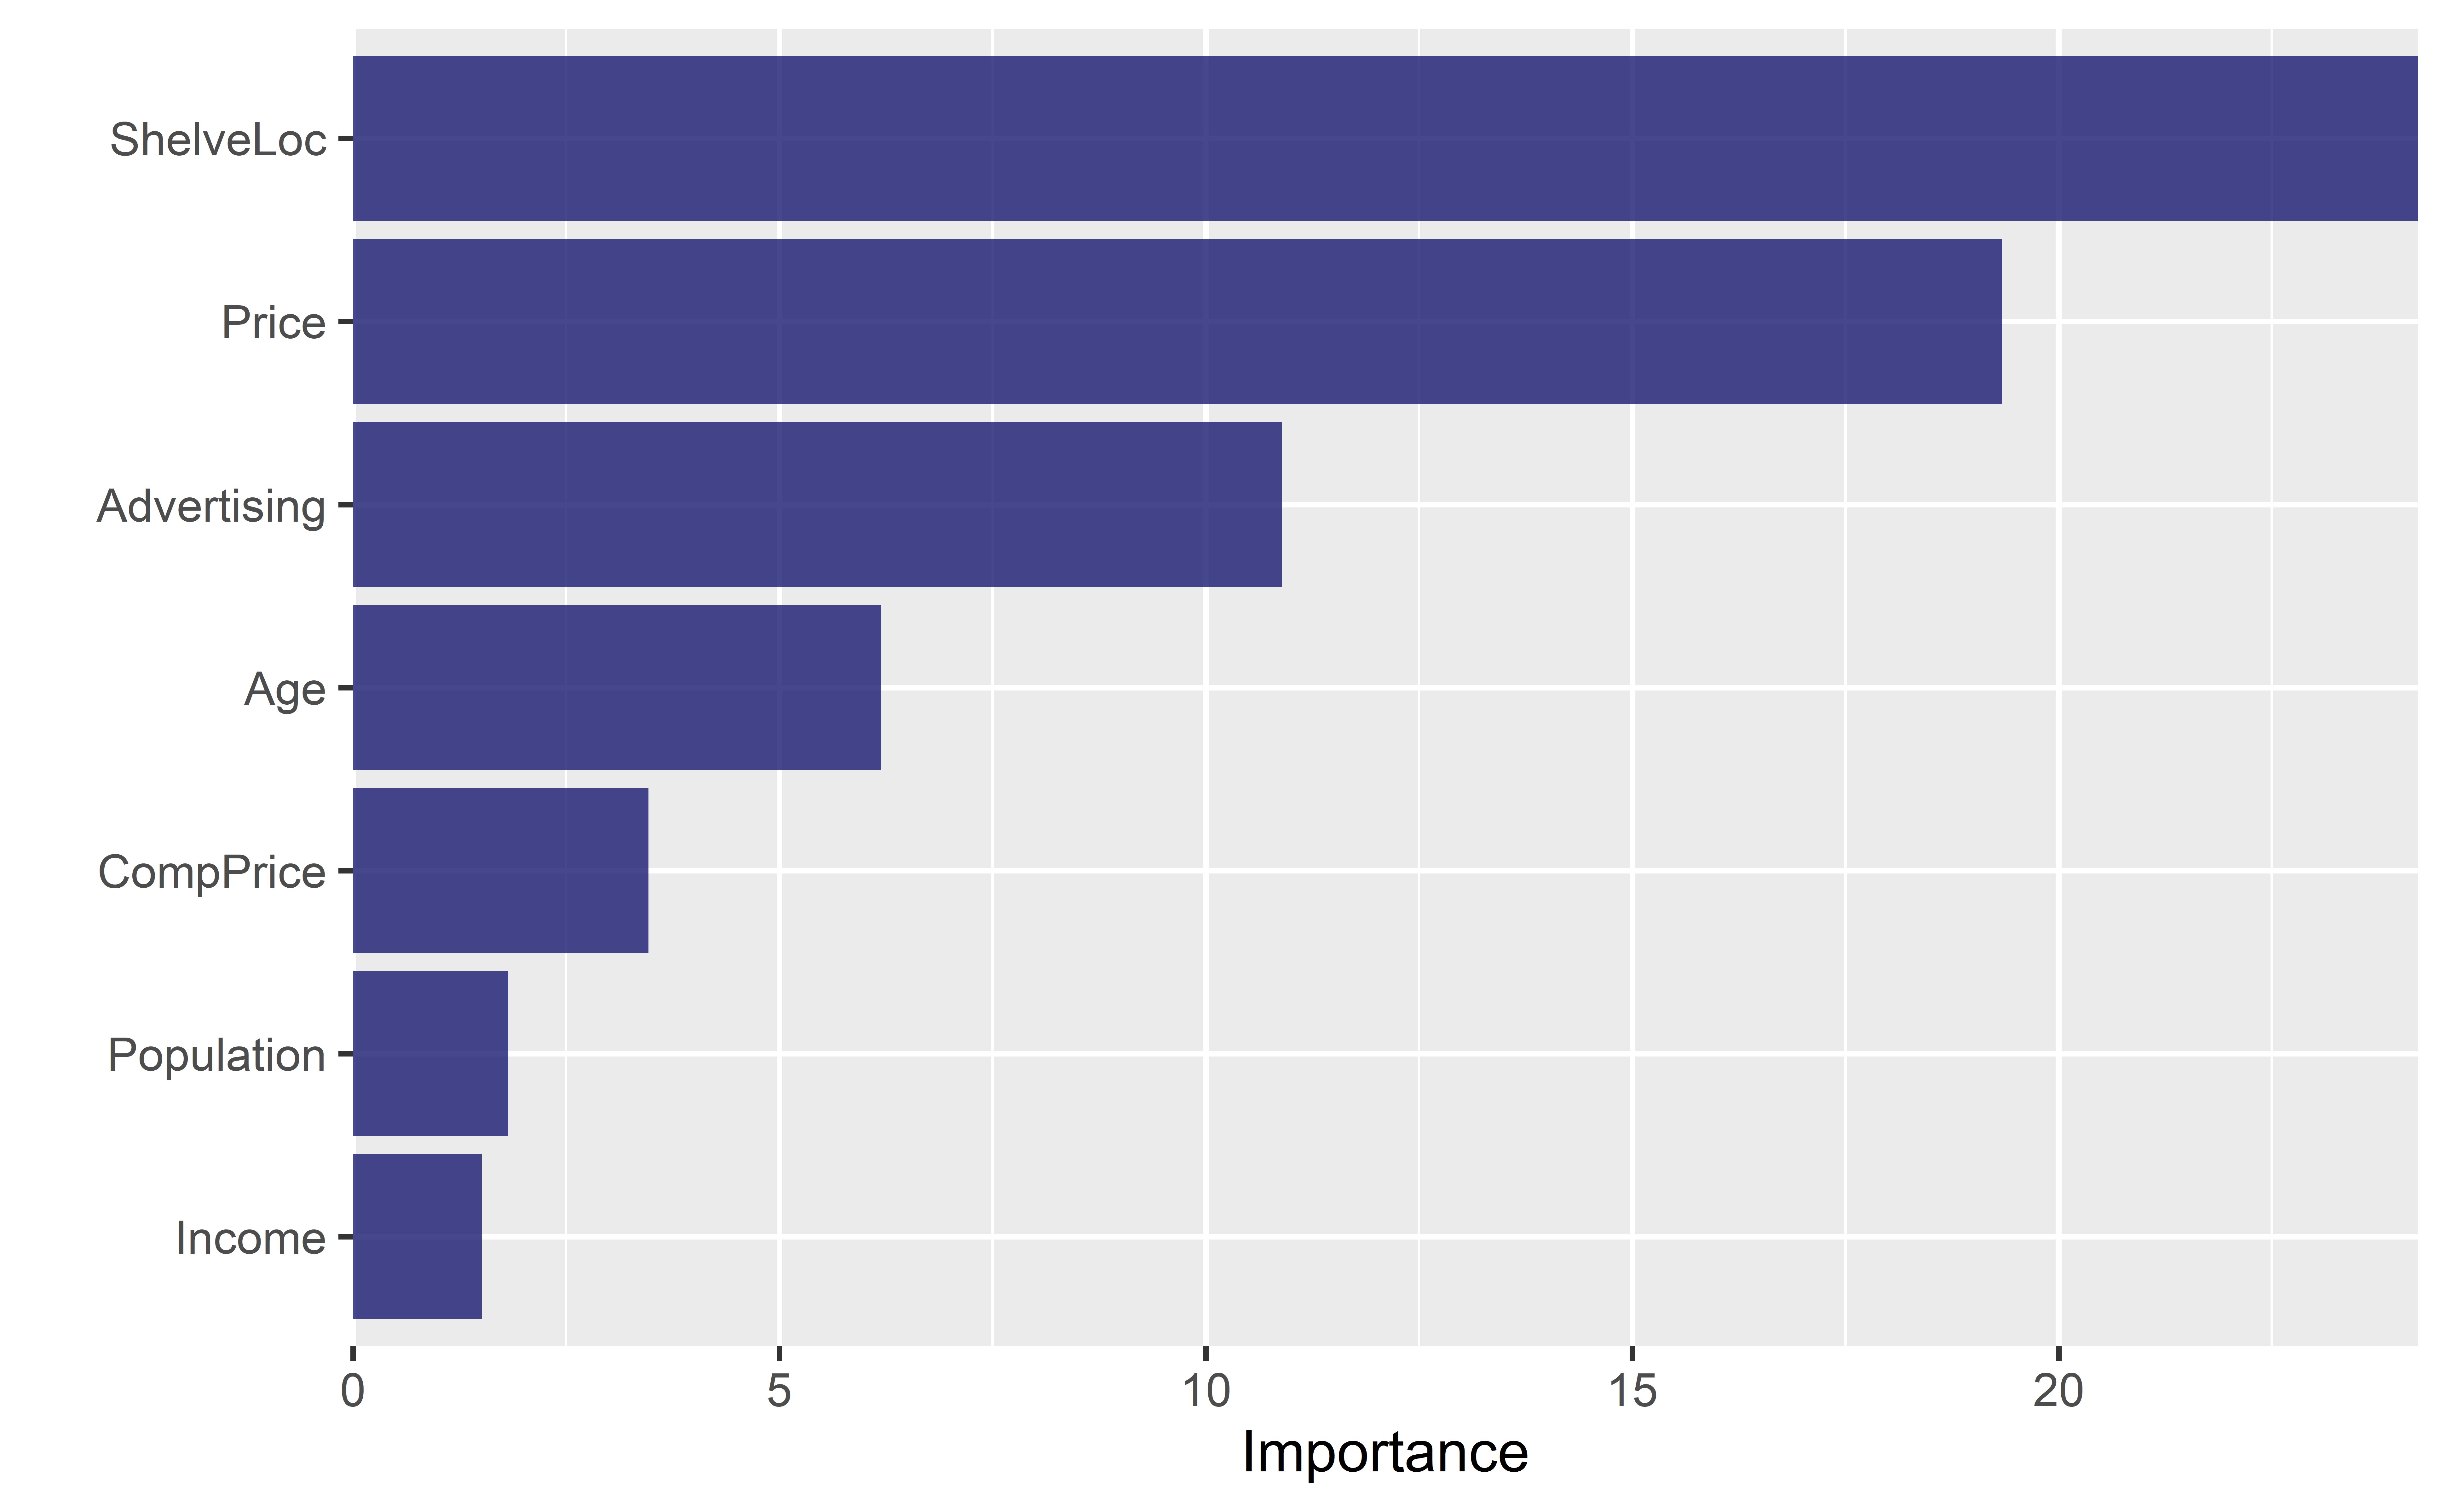 ShelveLoc
Price
Advertising
Age
CompPrice
Population
Income
0 5 10 15 20
Importance